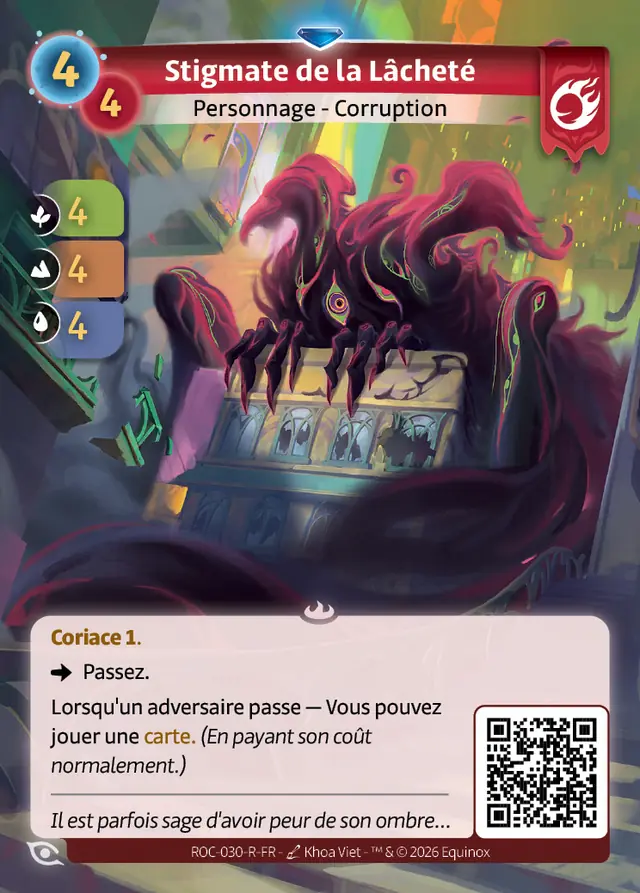 4
4
Stigmate de la Lâcheté
Personnage - Corruption
4
4
4
Coriace 1.
Passez.
Lorsqu'un adversaire passe — Vous pouvez
jouer une carte. (En payant son coût
normalement.)
Il est parfois sage d'avoir peur de son ombre...
ROC-030-R-FR - Khoa Viet - ™ & © 2026 Equinox